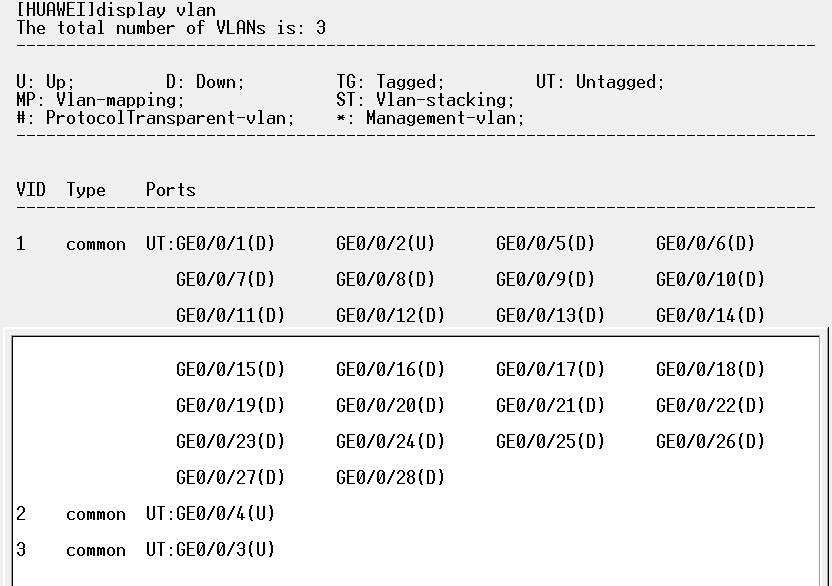 [HUAWEI]display vlan
The total number of VLANs is: 3
--------------------------------------------------------------------------------
U: Up; D: Down; TG: Tagged; UT: Untagged;
MP: Vlan-mapping; ST: Vlan-stacking;
#: ProtocolTransparent-vlan; *: Management-vlan;
--------------------------------------------------------------------------------
VID Type Ports
--------------------------------------------------------------------------------
1 common UT:GE0/0/1(D) GE0/0/2(U) GE0/0/5(D) GE0/0/6(D)
GE0/0/7(D) GE0/0/8(D) GE0/0/9(D) GE0/0/10(D)
GE0/0/11(D) GE0/0/12(D) GE0/0/13(D) GE0/0/14(D)
GE0/0/15(D) GE0/0/16(D) GE0/0/17(D) GE0/0/18(D)
GE0/0/19(D) GE0/0/20(D) GE0/0/21(D) GE0/0/22(D)
GE0/0/23(D) GE0/0/24(D) GE0/0/25(D) GE0/0/26(D)
GE0/0/27(D) GE0/0/28(D)
2 common UT:GE0/0/4(U)
3 common UT:GE0/0/3(U)